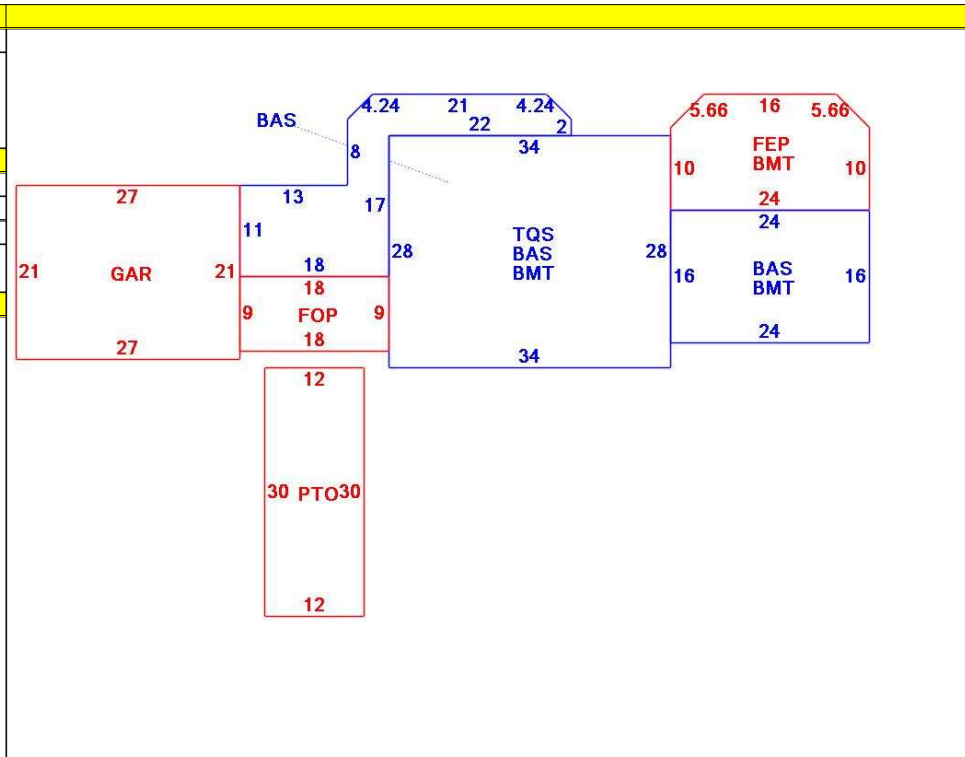 4.24 21 4.24
BAS
22 2
34
8
5.66 16 5.66
FEP
BMT
10 10
24
27
13
17
11
18
21 GAR 21
28
TQS
BAS
BMT
28
24
16 BAS 16
BMT
24
18
9 FOP 9
18
27
34
12
30 PTO 30
12